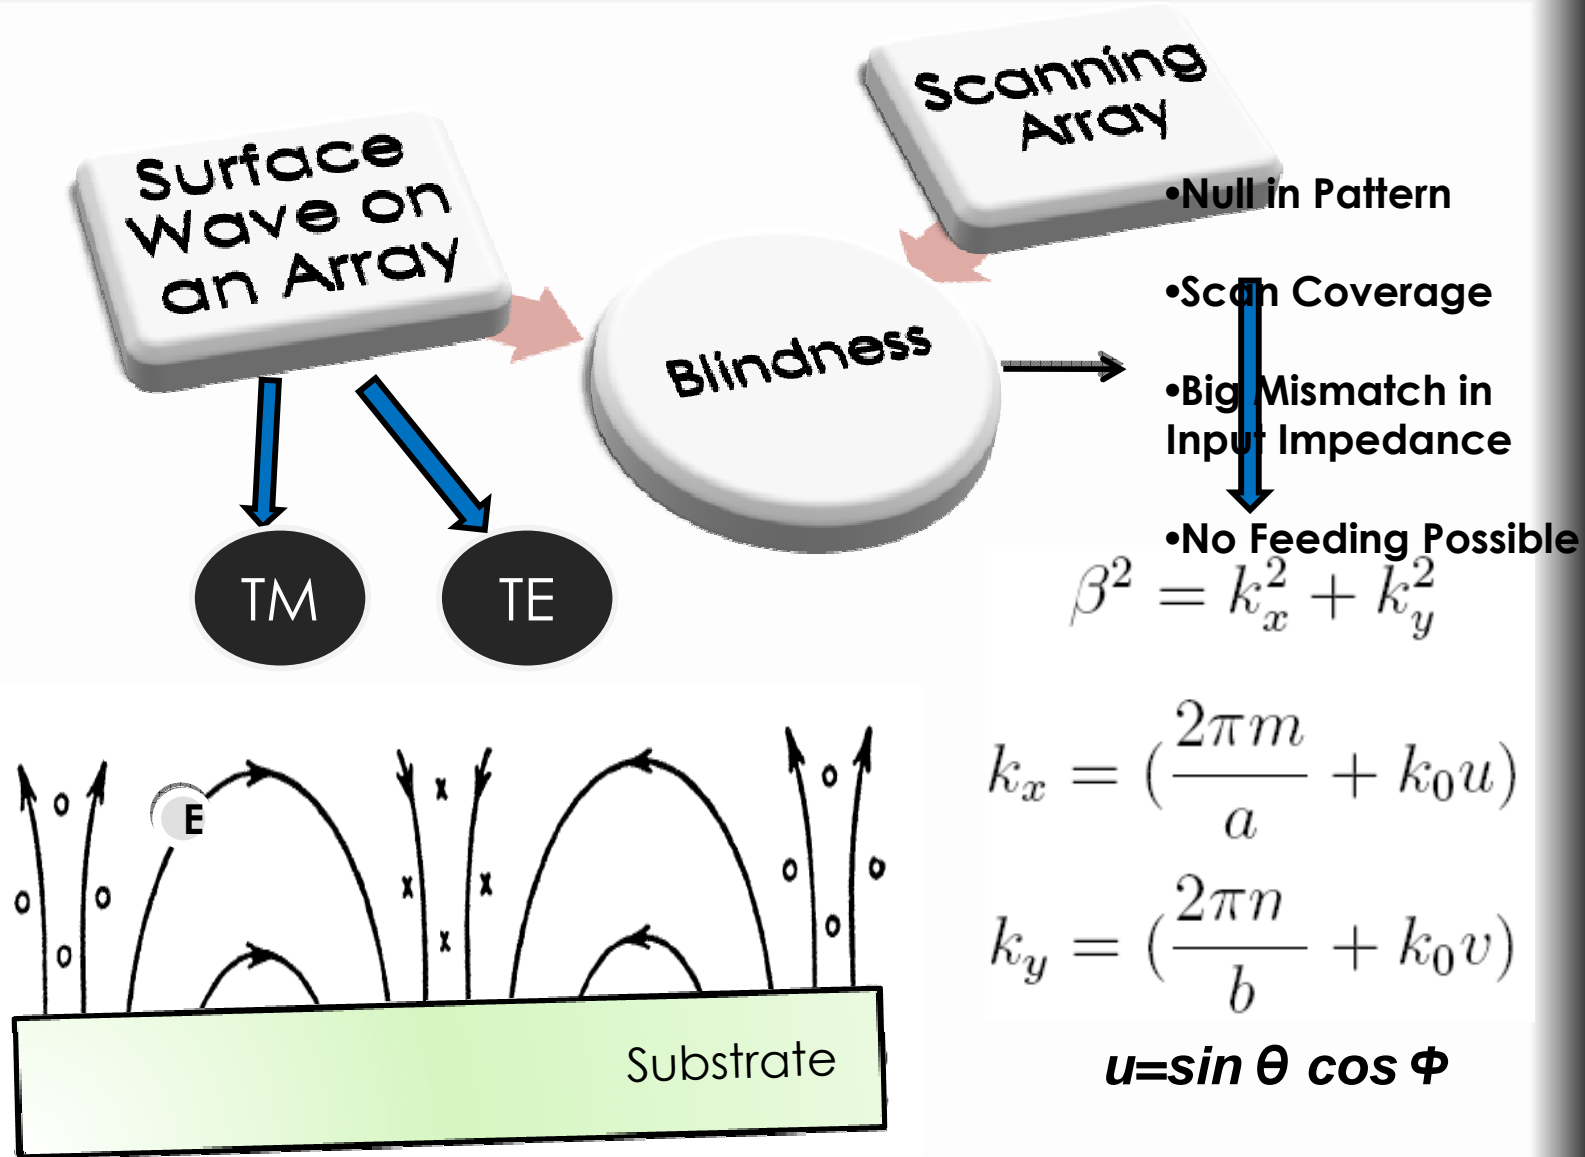 Scanning
Array
Surface
Wave on
an Array
•Null in Pattern
•Scan Coverage
Blindness
•Big Mismatch in
Input Impedance
•No Feeding Possible
TM
TE
β² = k_x² + k_y²
k_x = (2πm/a + k₀u)
k_y = (2πn/b + k₀v)
u=sin θ cos Φ
E
o o o o
x x x x
o o o o
Substrate